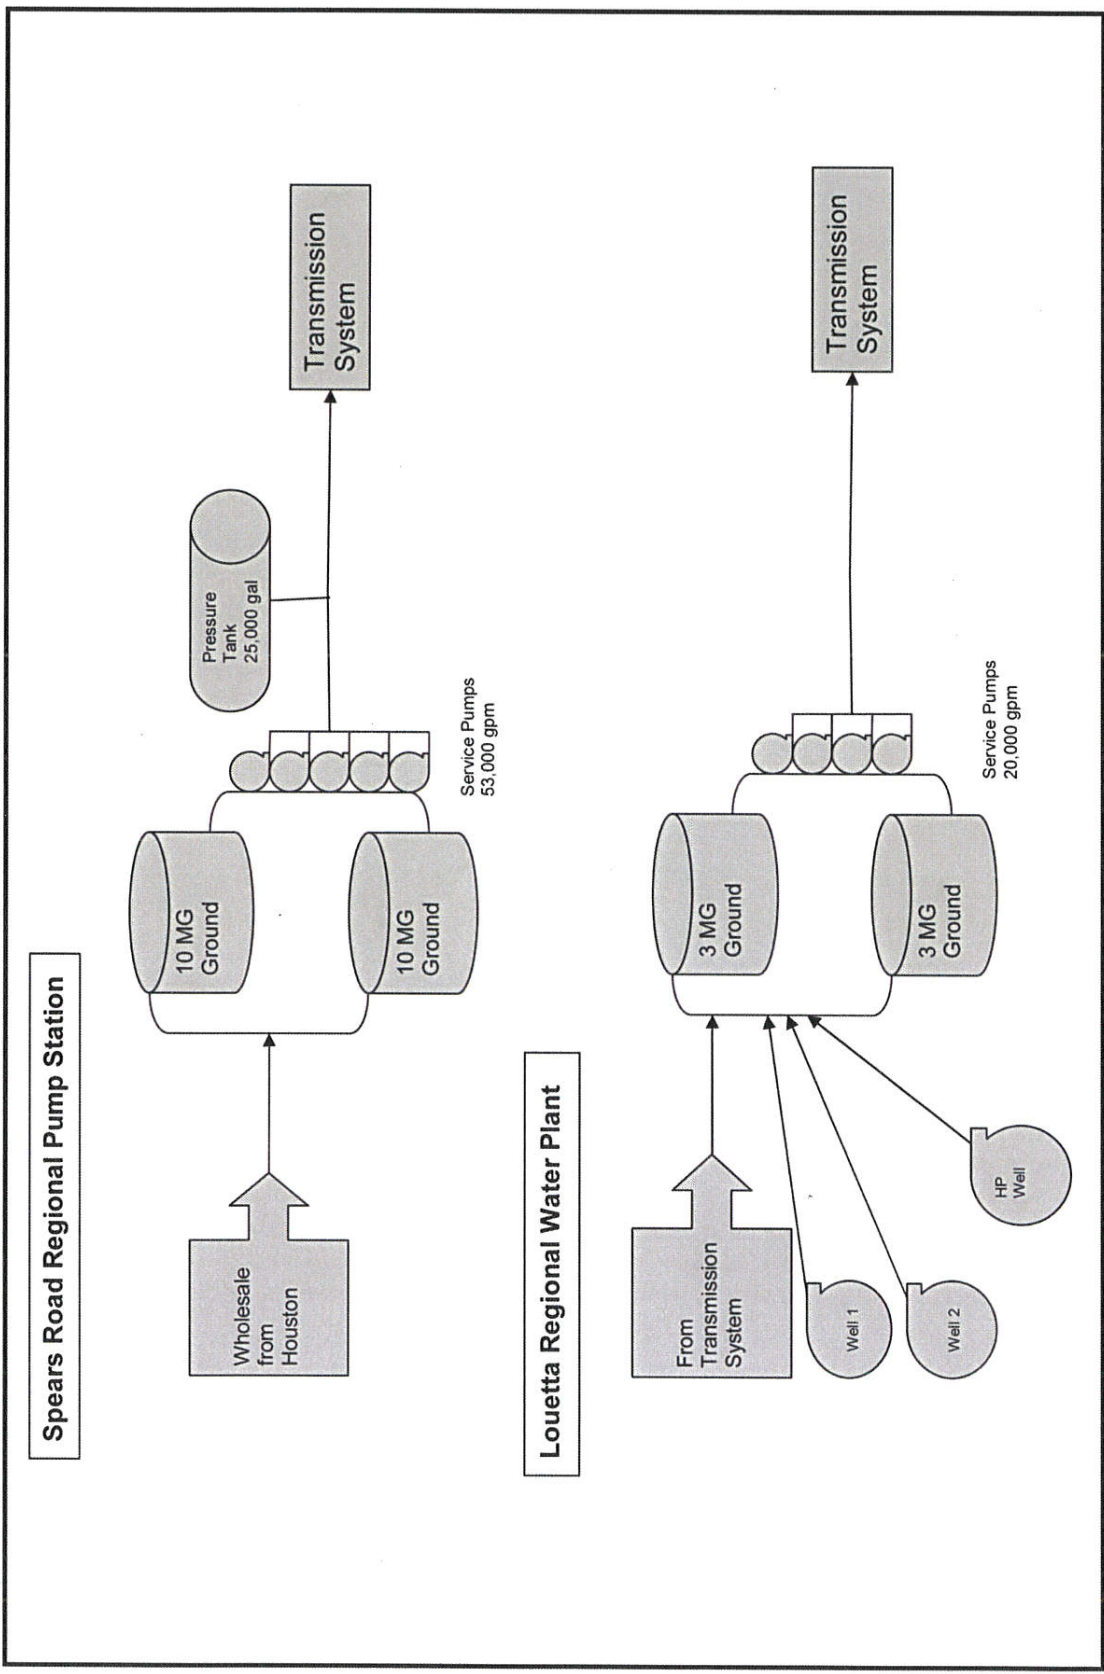 Spears Road Regional Pump Station
Wholesale
from
Houston
10 MG
Ground
10 MG
Ground
Service Pumps
53,000 gpm
Pressure
Tank
25,000 gal
Transmission
System
Louetta Regional Water Plant
From
Transmission
System
Well 1
Well 2
HP
Well
3 MG
Ground
3 MG
Ground
Service Pumps
20,000 gpm
Transmission
System